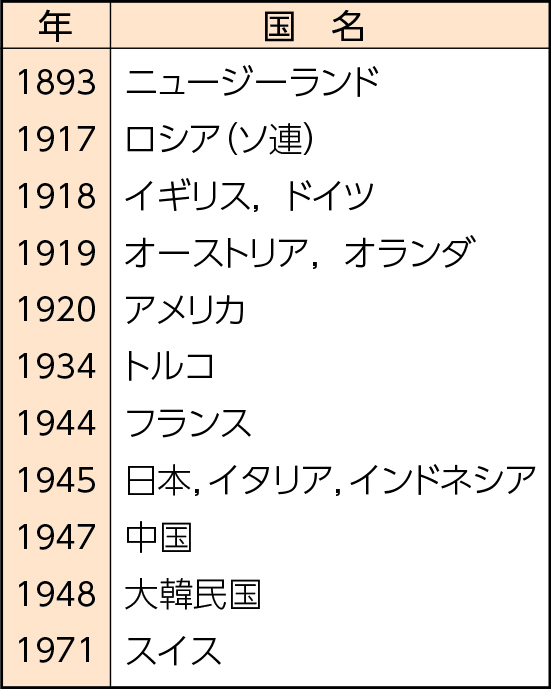 年 国 名
1893 ニュージーランド
1917 ロシア(ソ連)
1918 イギリス, ドイツ
1919 オーストリア, オランダ
1920 アメリカ
1934 トルコ
1944 フランス
1945 日本,イタリア,インドネシア
1947 中国
1948 大韓民国
1971 スイス